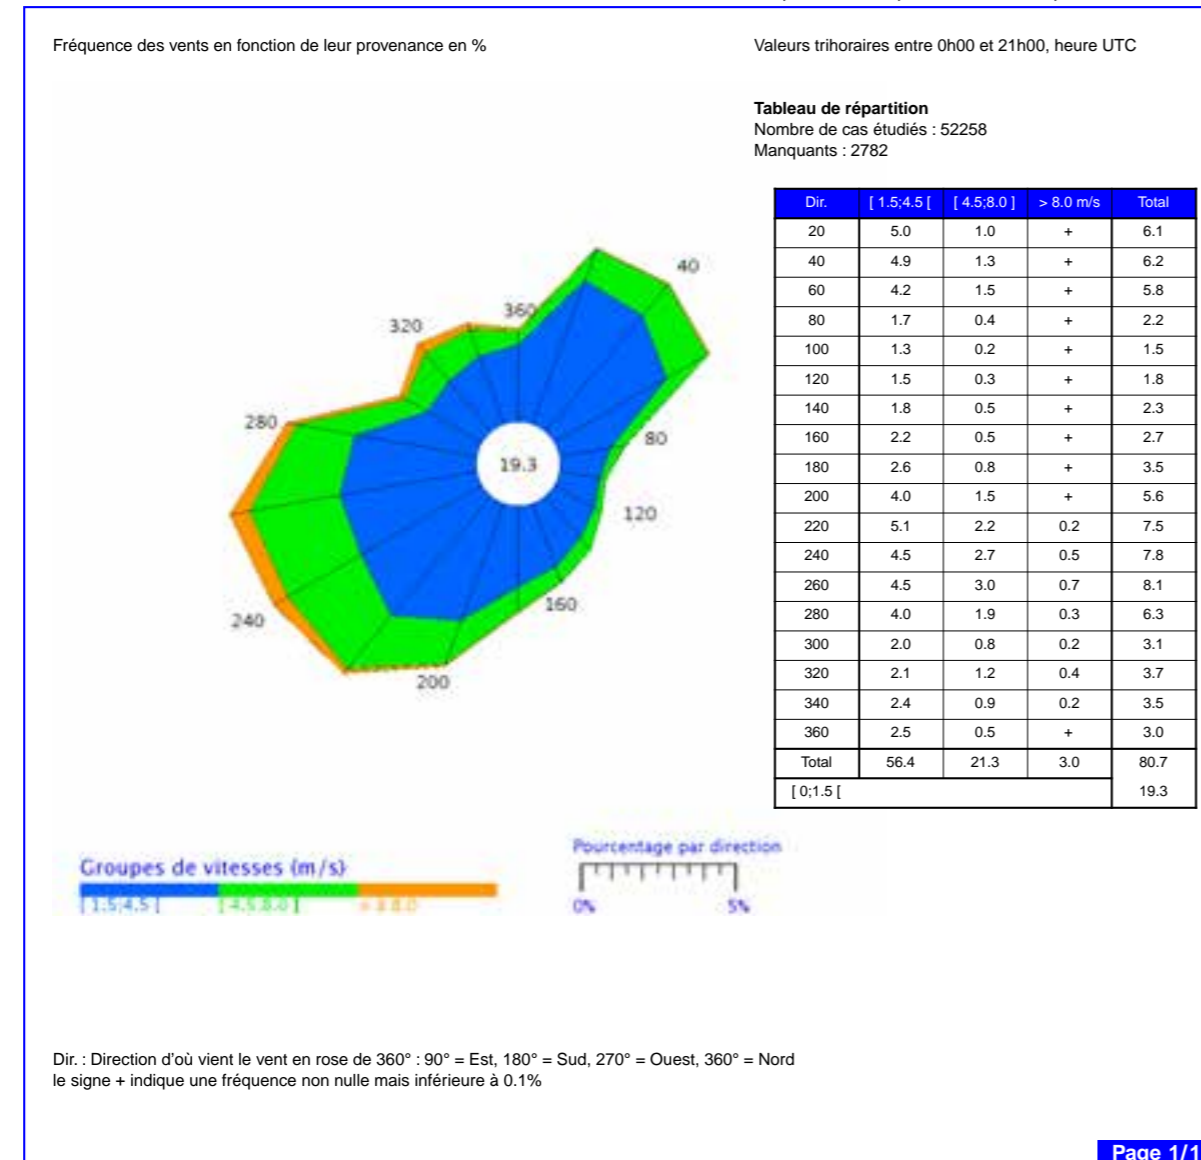 Fréquence des vents en fonction de leur provenance en %
Valeurs trihoraires entre 0h00 et 21h00, heure UTC
Tableau de répartition
Nombre de cas étudiés : 52258
Manquants : 2782
Dir. [ 1.5;4.5 [ [ 4.5;8.0 ] > 8.0 m/s Total
20 5.0 1.0 + 6.1
40 4.9 1.3 + 6.2
60 4.2 1.5 + 5.8
80 1.7 0.4 + 2.2
100 1.3 0.2 + 1.5
120 1.5 0.3 + 1.8
140 1.8 0.5 + 2.3
160 2.2 0.5 + 2.7
180 2.6 0.8 + 3.5
200 4.0 1.5 + 5.6
220 5.1 2.2 0.2 7.5
240 4.5 2.7 0.5 7.8
260 4.5 3.0 0.7 8.1
280 4.0 1.9 0.3 6.3
300 2.0 0.8 0.2 3.1
320 2.1 1.2 0.4 3.7
340 2.4 0.9 0.2 3.5
360 2.5 0.5 + 3.0
Total 56.4 21.3 3.0 80.7
[ 0;1.5 [ 19.3
360
40
320
280
80
19.3
120
160
240
200
Groupes de vitesses (m/s)
[ 1.5;4.5 [ [ 4.5;8.0 ]
Pourcentage par direction
0% 5%
Dir. : Direction d'où vient le vent en rose de 360° : 90° = Est, 180° = Sud, 270° = Ouest, 360° = Nord
le signe + indique une fréquence non nulle mais inférieure à 0.1%
Page 1/1